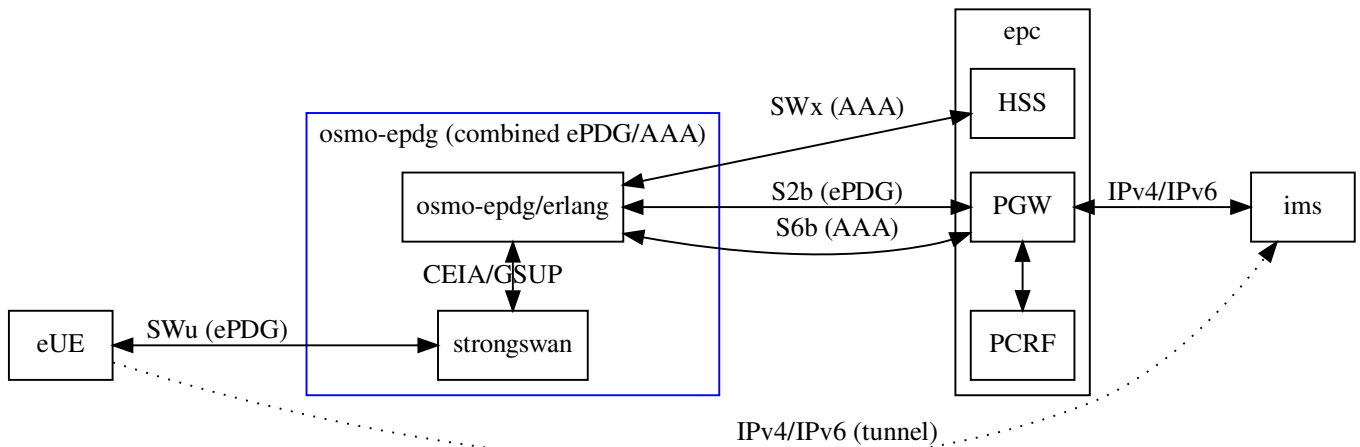 epc
HSS
SWx (AAA)
osmo-epdg (combined ePDG/AAA)
osmo-epdg/erlang
S2b (ePDG)
PGW
IPv4/IPv6
ims
S6b (AAA)
CEIA/GSUP
eUE
SWu (ePDG)
strongswan
PCRF
IPv4/IPv6 (tunnel)